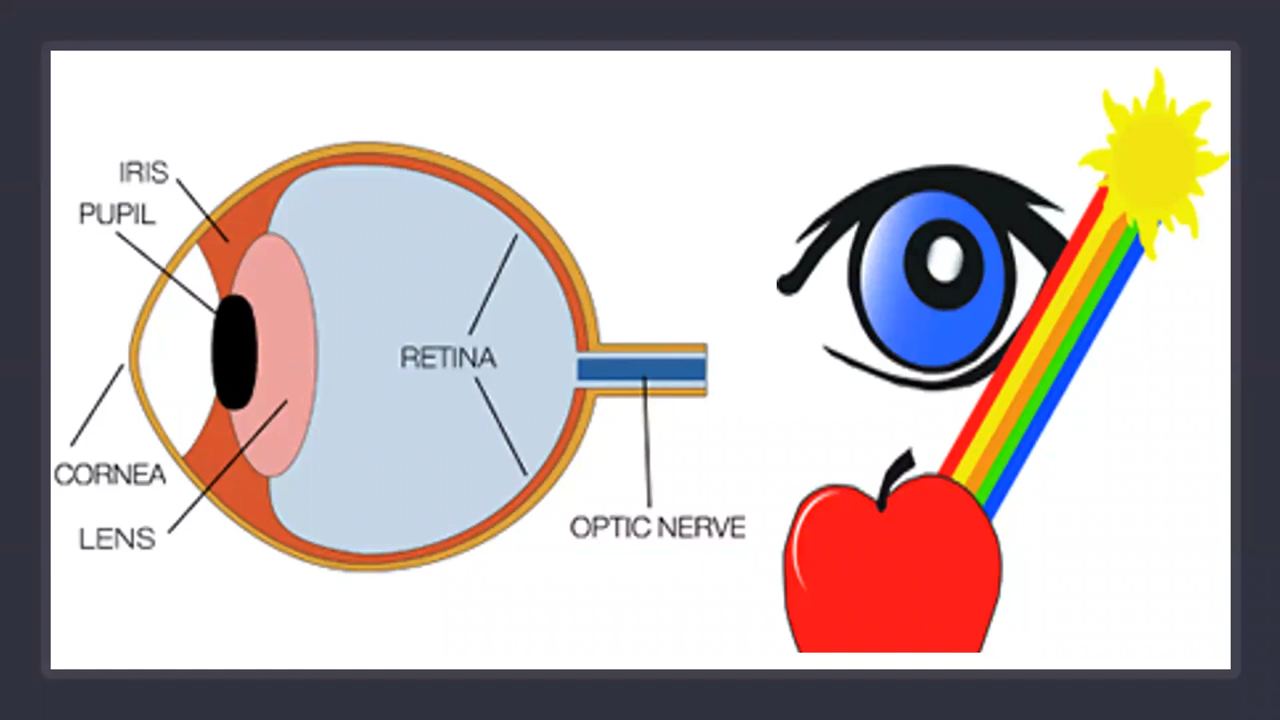 IRIS
PUPIL
RETINA
CORNEA
LENS
OPTIC NERVE